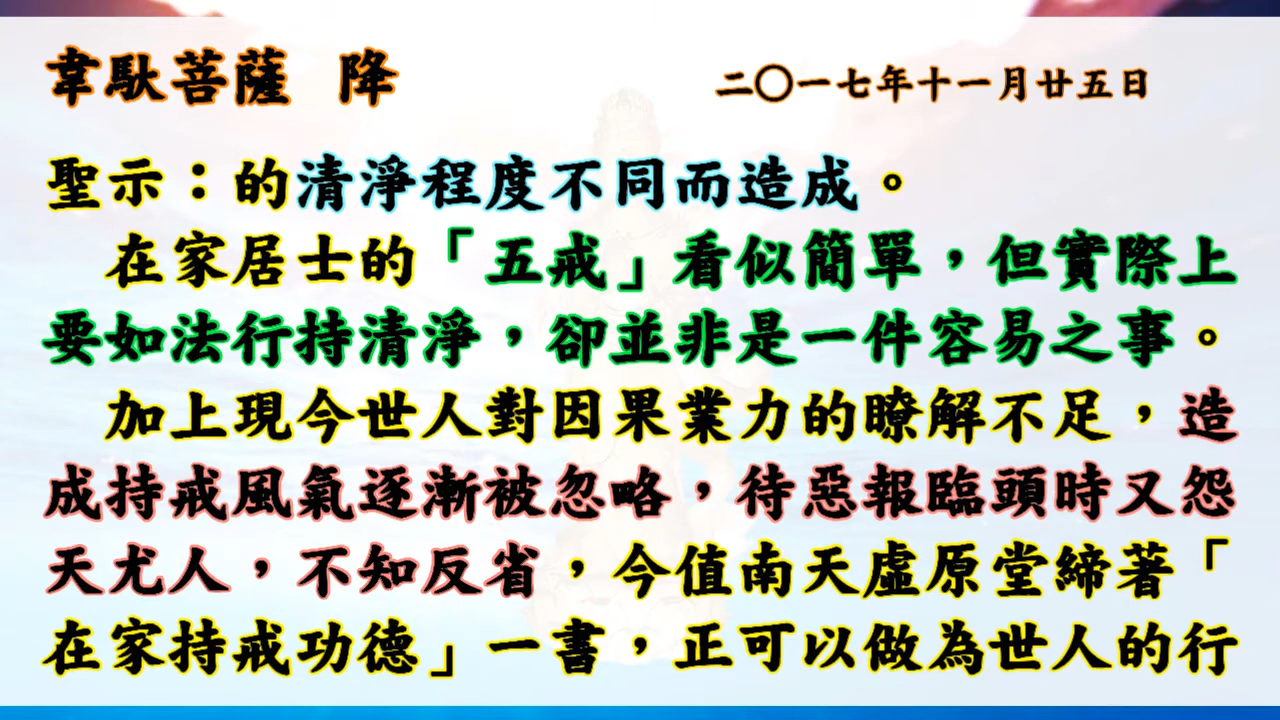 韋馱菩薩 降 二〇一七年十一月廿五日
聖示：的清淨程度不同而造成。
在家居士的「五戒」看似簡單，但實際上
要如法行持清淨，卻並非是一件容易之事。
加上現今世人對因果業力的瞭解不足，造
成持戒風氣逐漸被忽略，待惡報臨頭時又怨
天尤人，不知反省，今值南天虛原堂締著「
在家持戒功德」一書，正可以做為世人的行